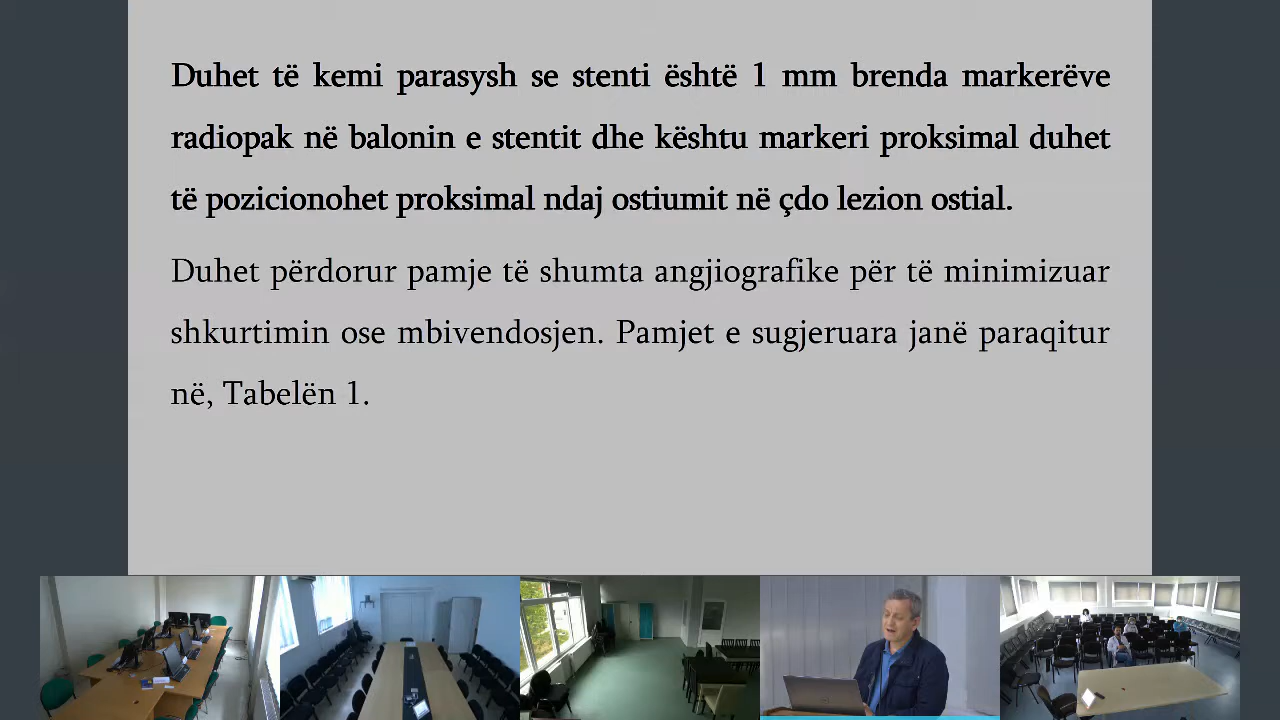 Duhet të kemi parasysh se stenti është 1 mm brenda markerëve
radiopak në balonin e stentit dhe kështu markeri proksimal duhet
të pozicionohet proksimal ndaj ostiumit në çdo lezion ostial.
Duhet përdorur pamje të shumta angjiografike për të minimizuar
shkurtimin ose mbivendosjen. Pamjet e sugjeruara janë paraqitur
në, Tabelën 1.